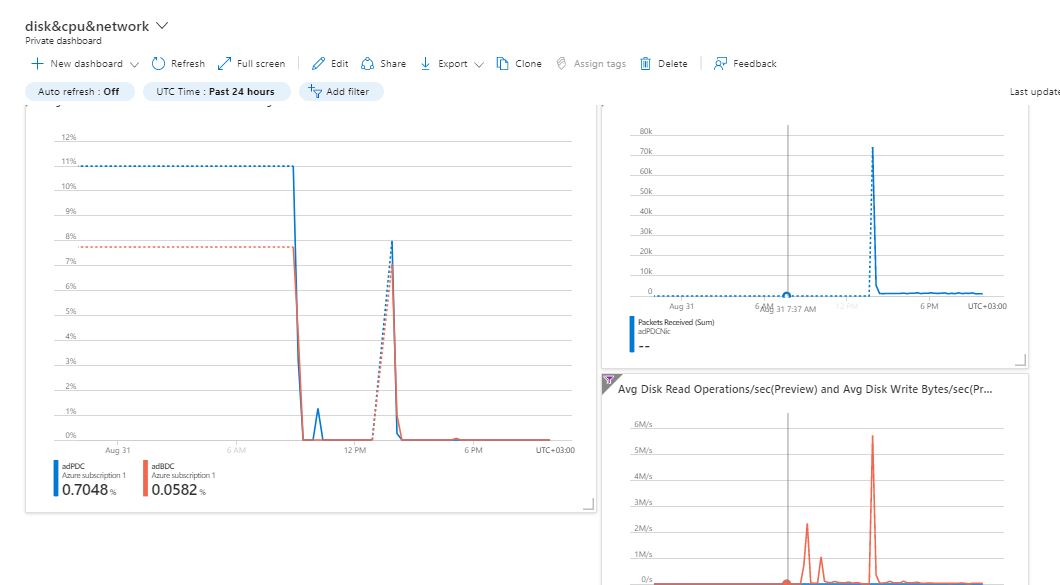 disk&cpu&network
Private dashboard
New dashboard Refresh Full screen Edit Share Export Clone Assign tags Delete Feedback
Auto refresh : Off UTC Time : Past 24 hours Add filter Last update
12%
11%
10%
9%
8%
7%
6%
5%
4%
3%
2%
1%
0%
Aug 31 6 AM 12 PM 6 PM UTC+03:00
adPDC
Azure subscription 1
0.7048 %
adBDC
Azure subscription 1
0.0582 %
80k
70k
60k
50k
40k
30k
20k
10k
0
Aug 31 6 AM 12 PM 6 PM UTC+03:00
Aug 31 7:37 AM
Packets Received (Sum)
adPDCNic
--
Avg Disk Read Operations/sec(Preview) and Avg Disk Write Bytes/sec(Pr...
6M/s
5M/s
4M/s
3M/s
2M/s
1M/s
0/s